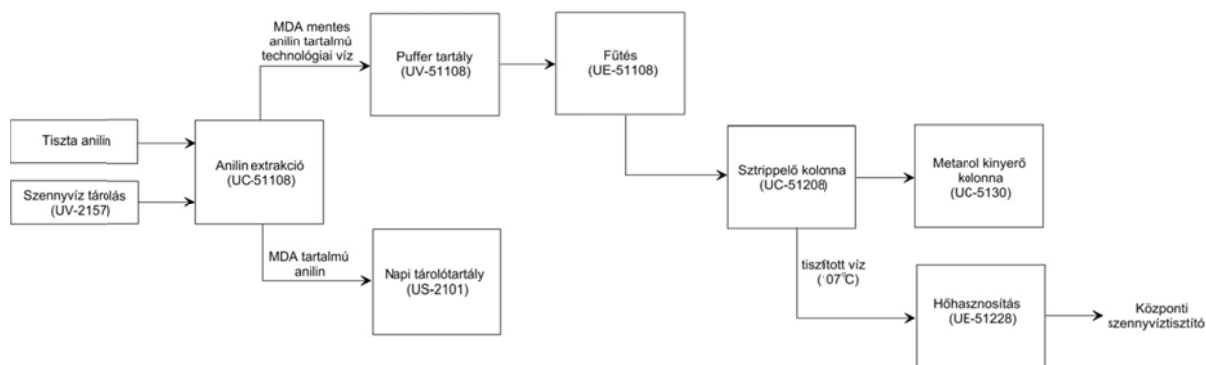 MDA mentes
anilin tartalmú
technológiai víz
Puffer tartály
(UV-51108)
Fűtés
(UE-51108)
Tiszta anilin
Anilin extrakció
(UC-51108)
Szennyvíz tárolás
(UV-2157)
Sztrippelő kolonna
(UC-51208)
Metanol kinyerő
kolonna
(UC-5130)
MDA tartalmú
anilin
Napi tárolótartály
(US-2101)
tisztított víz
(107°C)
Hőhasznosítás
(UE-51228)
Központi
szennyvíztisztító